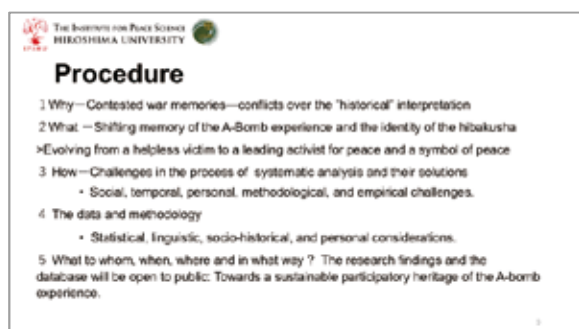 THE INSTITUTE FOR PEACE SCIENCE
HIROSHIMA UNIVERSITY
Procedure
1 Why—Contested war memories—conflicts over the "historical" interpretation
2 What —Shifting memory of the A-Bomb experience and the identity of the hibakusha
>Evolving from a helpless victim to a leading activist for peace and a symbol of peace
3 How—Challenges in the process of systematic analysis and their solutions
• Social, temporal, personal, methodological, and empirical challenges.
4 The data and methodology
• Statistical, linguistic, socio-historical, and personal considerations.
5 What to whom, when, where and in what way ? The research findings and the
database will be open to public: Towards a sustainable participatory heritage of the A-bomb
experience.